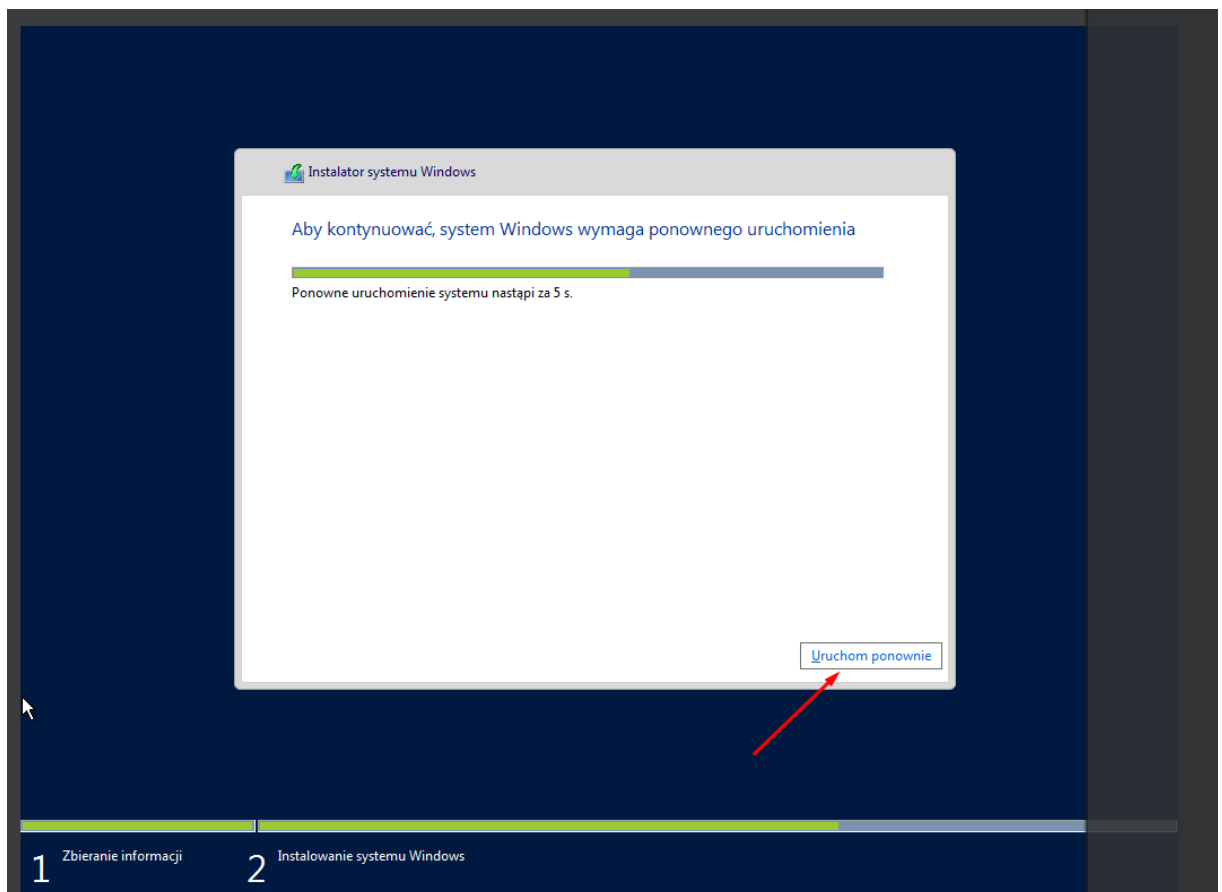 Instalator systemu Windows
Aby kontynuować, system Windows wymaga ponownego uruchomienia
Ponowne uruchomienie systemu nastąpi za 5 s.
Uruchom ponownie
1 Zbieranie informacji
2 Instalowanie systemu Windows